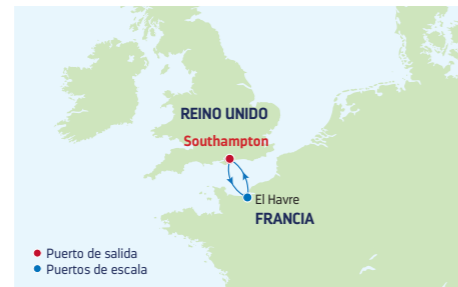 REINO UNIDO
Southampton
El Havre
FRANCIA
Puerto de salida
Puertos de escala